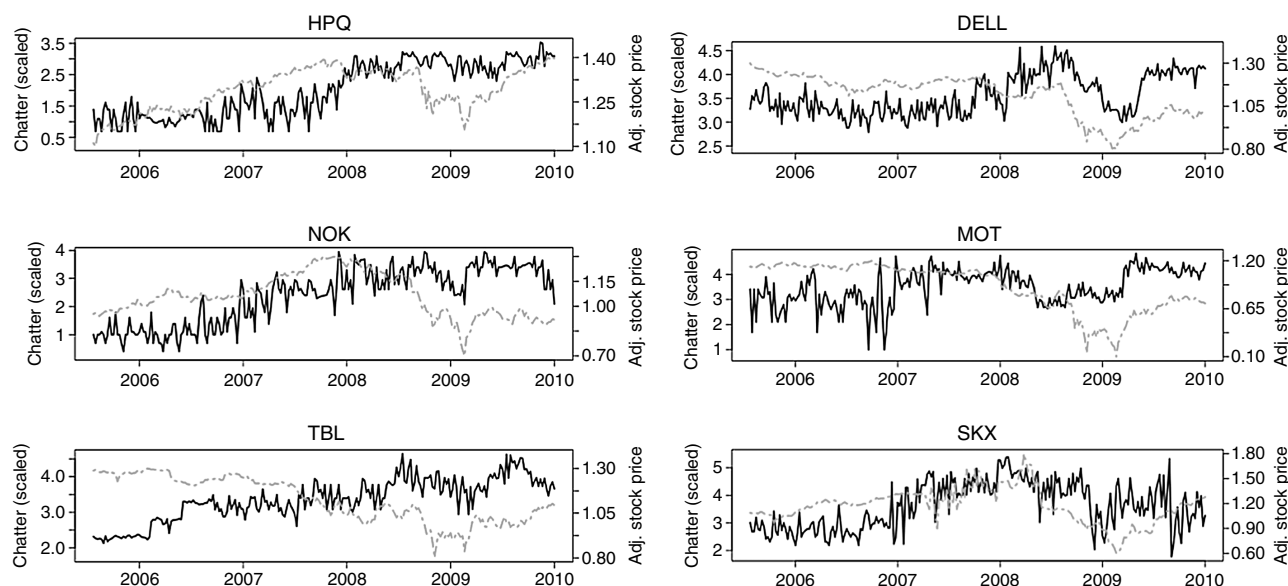 HPQ
Chatter (scaled)
3.5
2.5
1.5
0.5
1.40
1.25
1.10
Adj. stock price
2006 2007 2008 2009 2010
DELL
Chatter (scaled)
4.5
4.0
3.5
3.0
2.5
1.30
1.05
0.80
Adj. stock price
2006 2007 2008 2009 2010
NOK
Chatter (scaled)
4
3
2
1
1.15
1.00
0.70
Adj. stock price
2006 2007 2008 2009 2010
MOT
Chatter (scaled)
4
3
2
1
1.20
0.65
0.10
Adj. stock price
2006 2007 2008 2009 2010
TBL
Chatter (scaled)
4.0
3.0
2.0
1.30
1.05
0.80
Adj. stock price
2006 2007 2008 2009 2010
SKX
Chatter (scaled)
5
4
3
2
1.80
1.50
1.20
0.90
0.60
Adj. stock price
2006 2007 2008 2009 2010